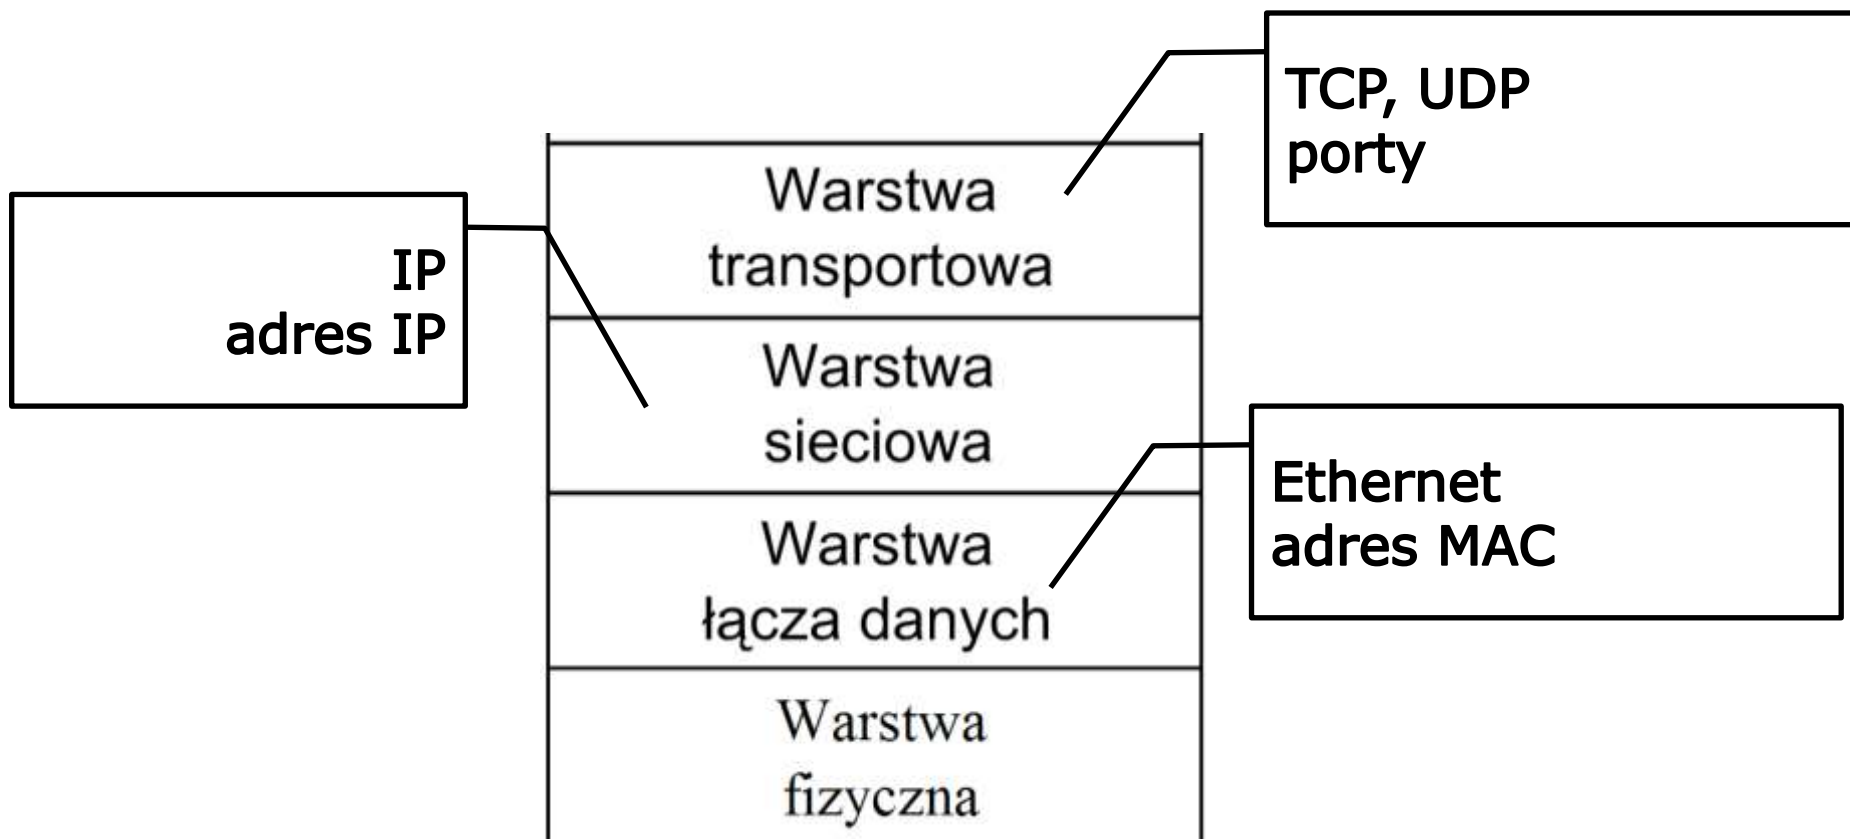 TCP, UDP
porty
IP
adres IP
Warstwa
transportowa
Warstwa
sieciowa
Ethernet
adres MAC
Warstwa
łącza danych
Warstwa
fizyczna